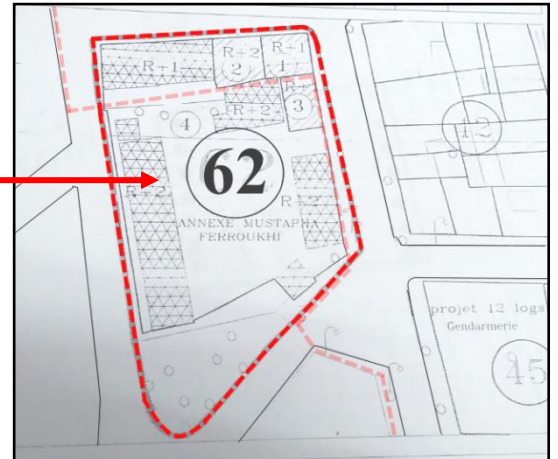 R+1
R+2
2
R+1
1
R+2
3
4
62
R+2
R+2
ANNEXE MUSTAPHA
FERROUKHI
42
projet 12 logs
Gendarmerie
45